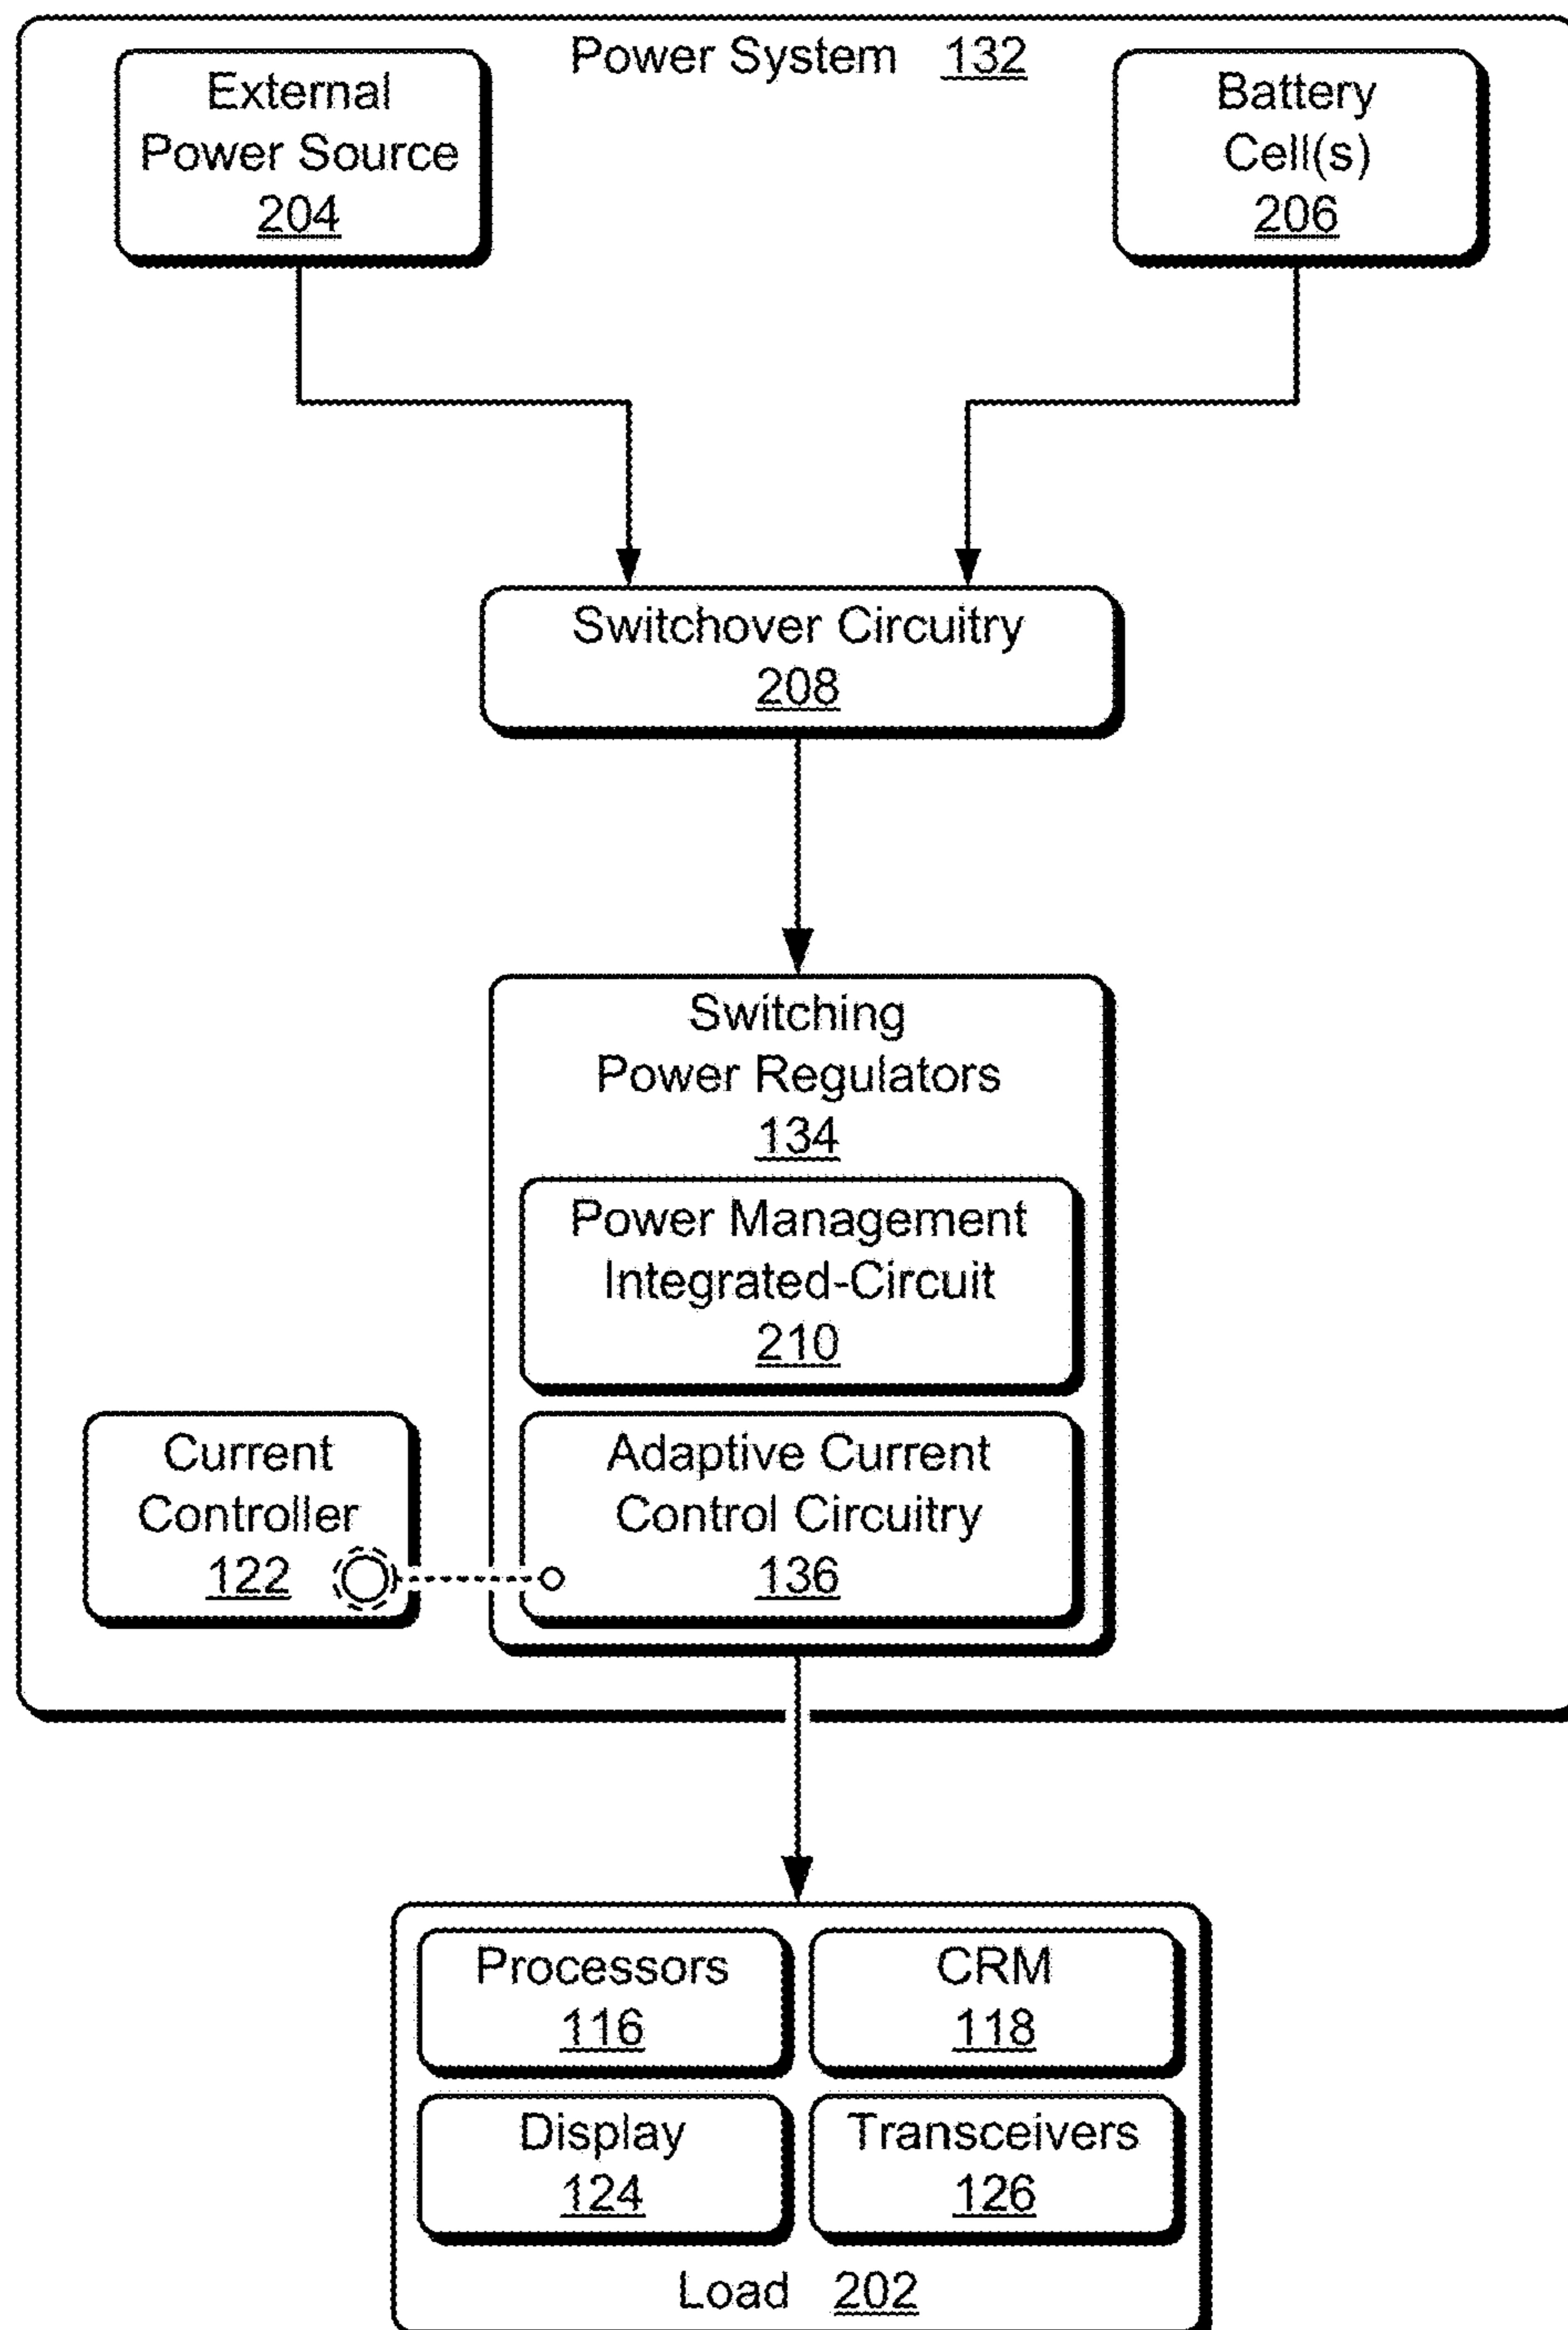 Power System 132
External
Power Source
204
Battery
Cell(s)
206
Switchover Circuitry
208
Switching
Power Regulators
134
Power Management
Integrated-Circuit
210
Current
Controller
122
Adaptive Current
Control Circuitry
136
Processors
116
CRM
118
Display
124
Transceivers
126
Load 202